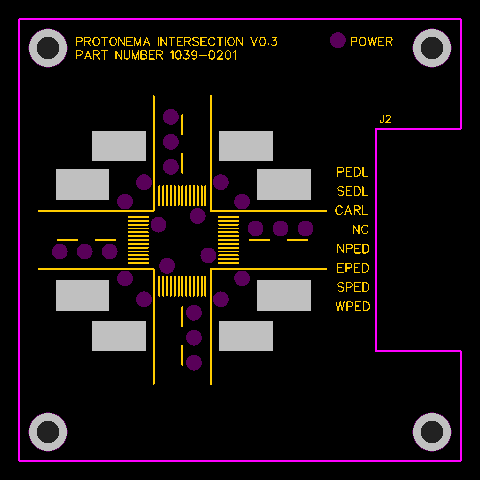 PROTONEMA INTERSECTION V0.3
PART NUMBER 1039-0201
POWER
J2
PEDL
SEDL
CARL
NC
NPED
EPED
SPED
WPED